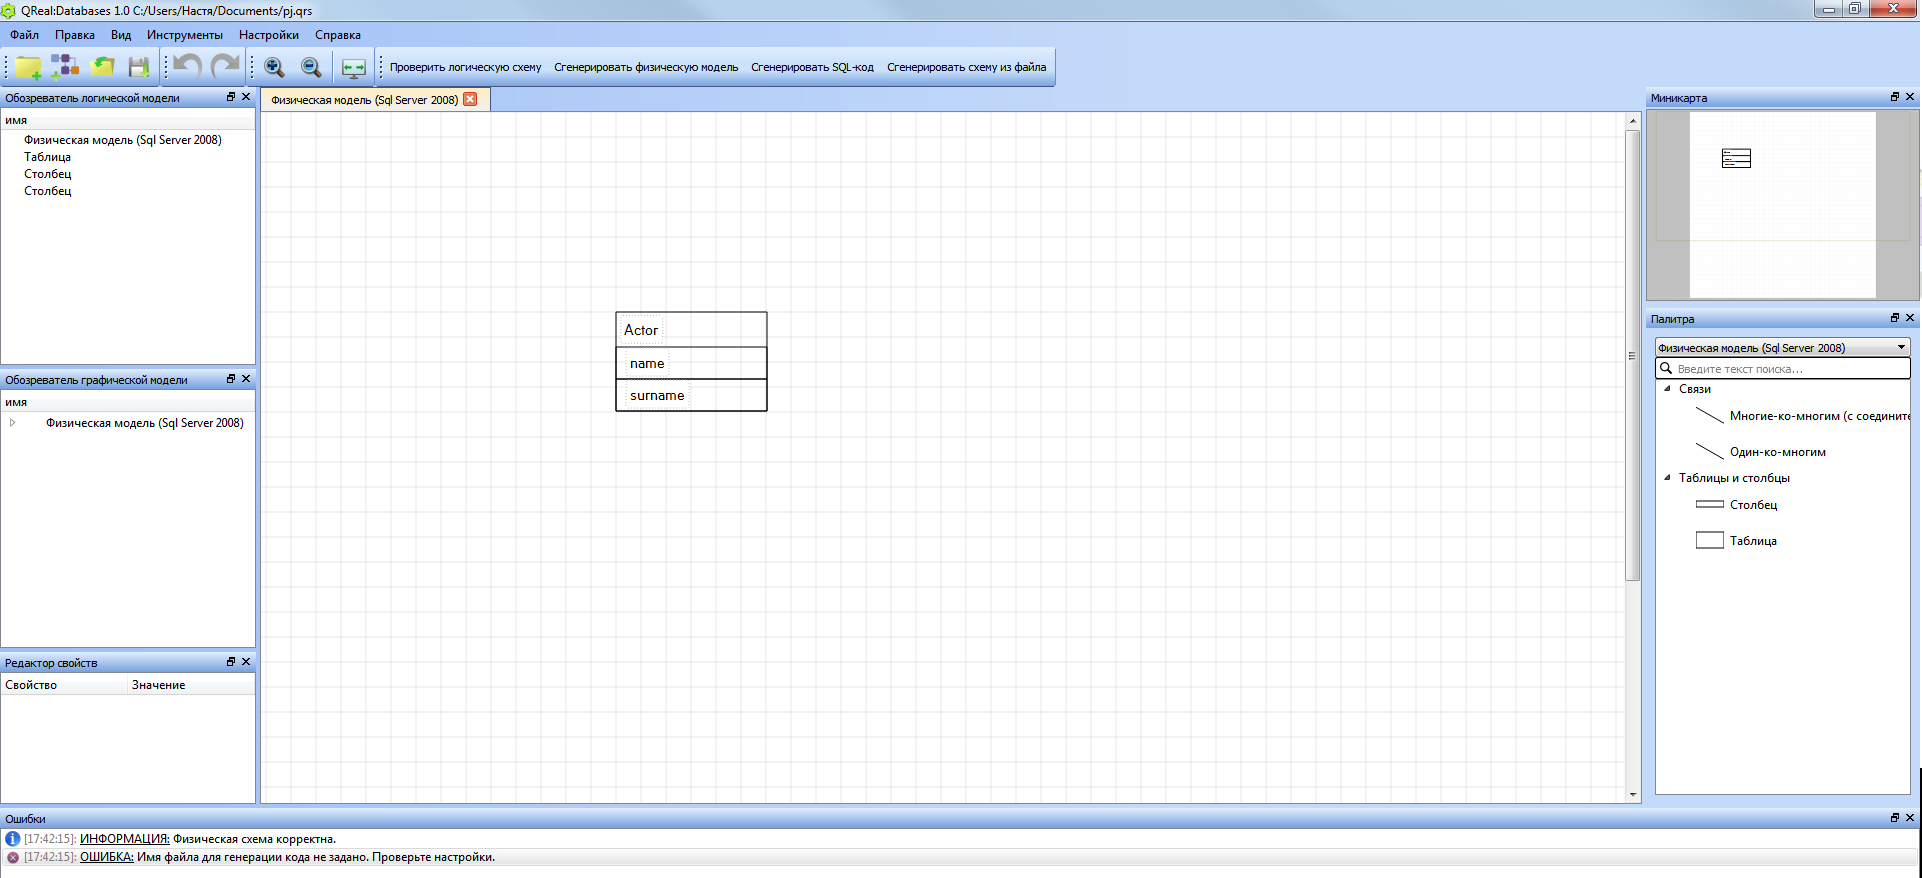 QReal:Databases 1.0 C:/Users/Настя/Documents/pj.qrs
Файл Правка Вид Инструменты Настройки Справка
Проверить логическую схему Сгенерировать физическую модель Сгенерировать SQL-код Сгенерировать схему из файла
Обозреватель логической модели
имя
Физическая модель (Sql Server 2008)
Таблица
Столбец
Столбец
Обозреватель графической модели
имя
Физическая модель (Sql Server 2008)
Редактор свойств
Свойство Значение
Физическая модель (Sql Server 2008)
Actor
name
surname
Миникарта
Палитра
Физическая модель (Sql Server 2008)
Введите текст поиска...
Связи
Многие-ко-многим (с соедините
Один-ко-многим
Таблицы и столбцы
Столбец
Таблица
Ошибки
[17:42:15]: ИНФОРМАЦИЯ: Физическая схема корректна.
[17:42:15]: ОШИБКА: Имя файла для генерации кода не задано. Проверьте настройки.